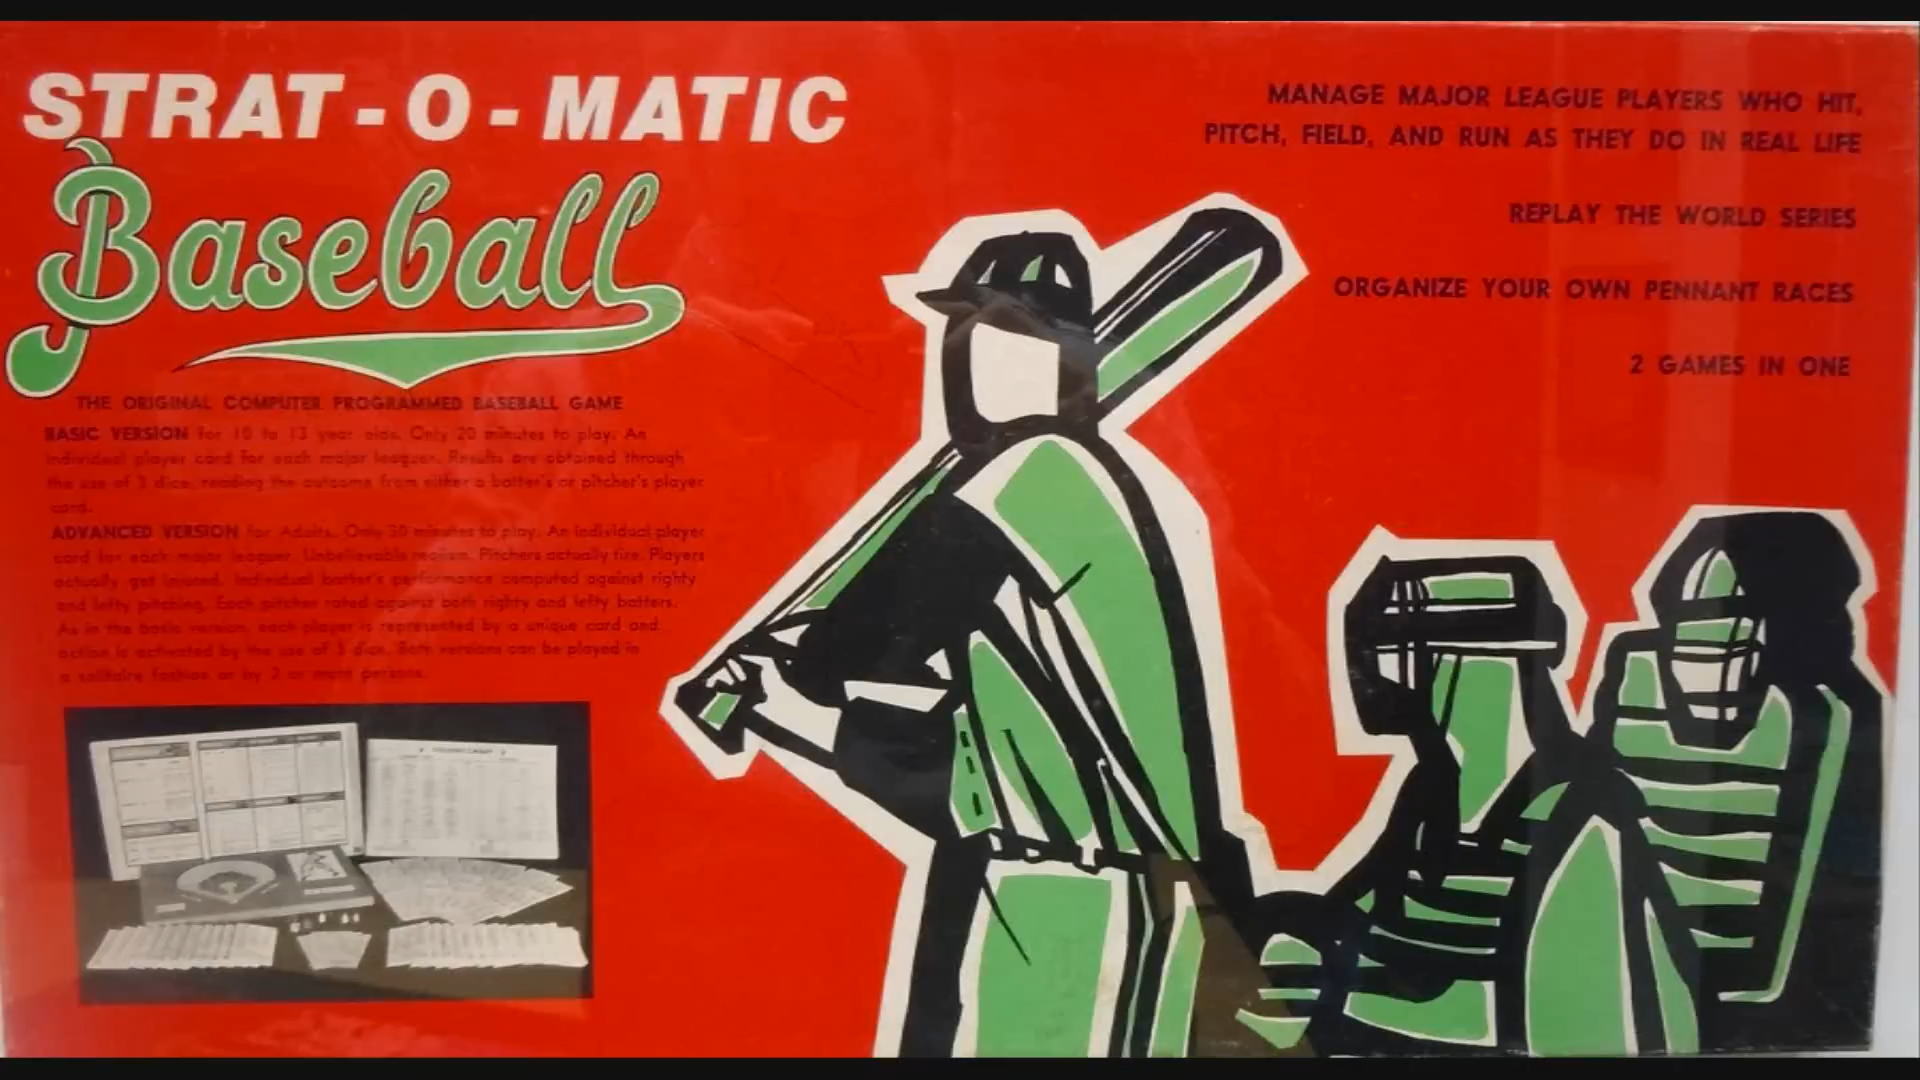 STRAT-O-MATIC
Baseball
THE ORIGINAL COMPUTER PROGRAMMED BASEBALL GAME
BASIC VERSION for 10 to 13 year olds. Only 20 minutes to play. An
individual player card for each major leaguer. Results are obtained through
the use of 3 dice, reading the outcome from either a batter's or pitcher's player
card.
ADVANCED VERSION for Adults. Only 30 minutes to play. An individual player
card for each major leaguer. Unbelievable realism. Pitchers actually tire. Players
actually get injured. Individual batter's performance computed against righty
and lefty pitching. Each pitcher rated against both righty and lefty batters.
As in the basic version, each player is represented by a unique card and
action is activated by the use of 3 dice. Both versions can be played in
a solitaire fashion or by 2 or more persons.
MANAGE MAJOR LEAGUE PLAYERS WHO HIT,
PITCH, FIELD, AND RUN AS THEY DO IN REAL LIFE
REPLAY THE WORLD SERIES
ORGANIZE YOUR OWN PENNANT RACES
2 GAMES IN ONE